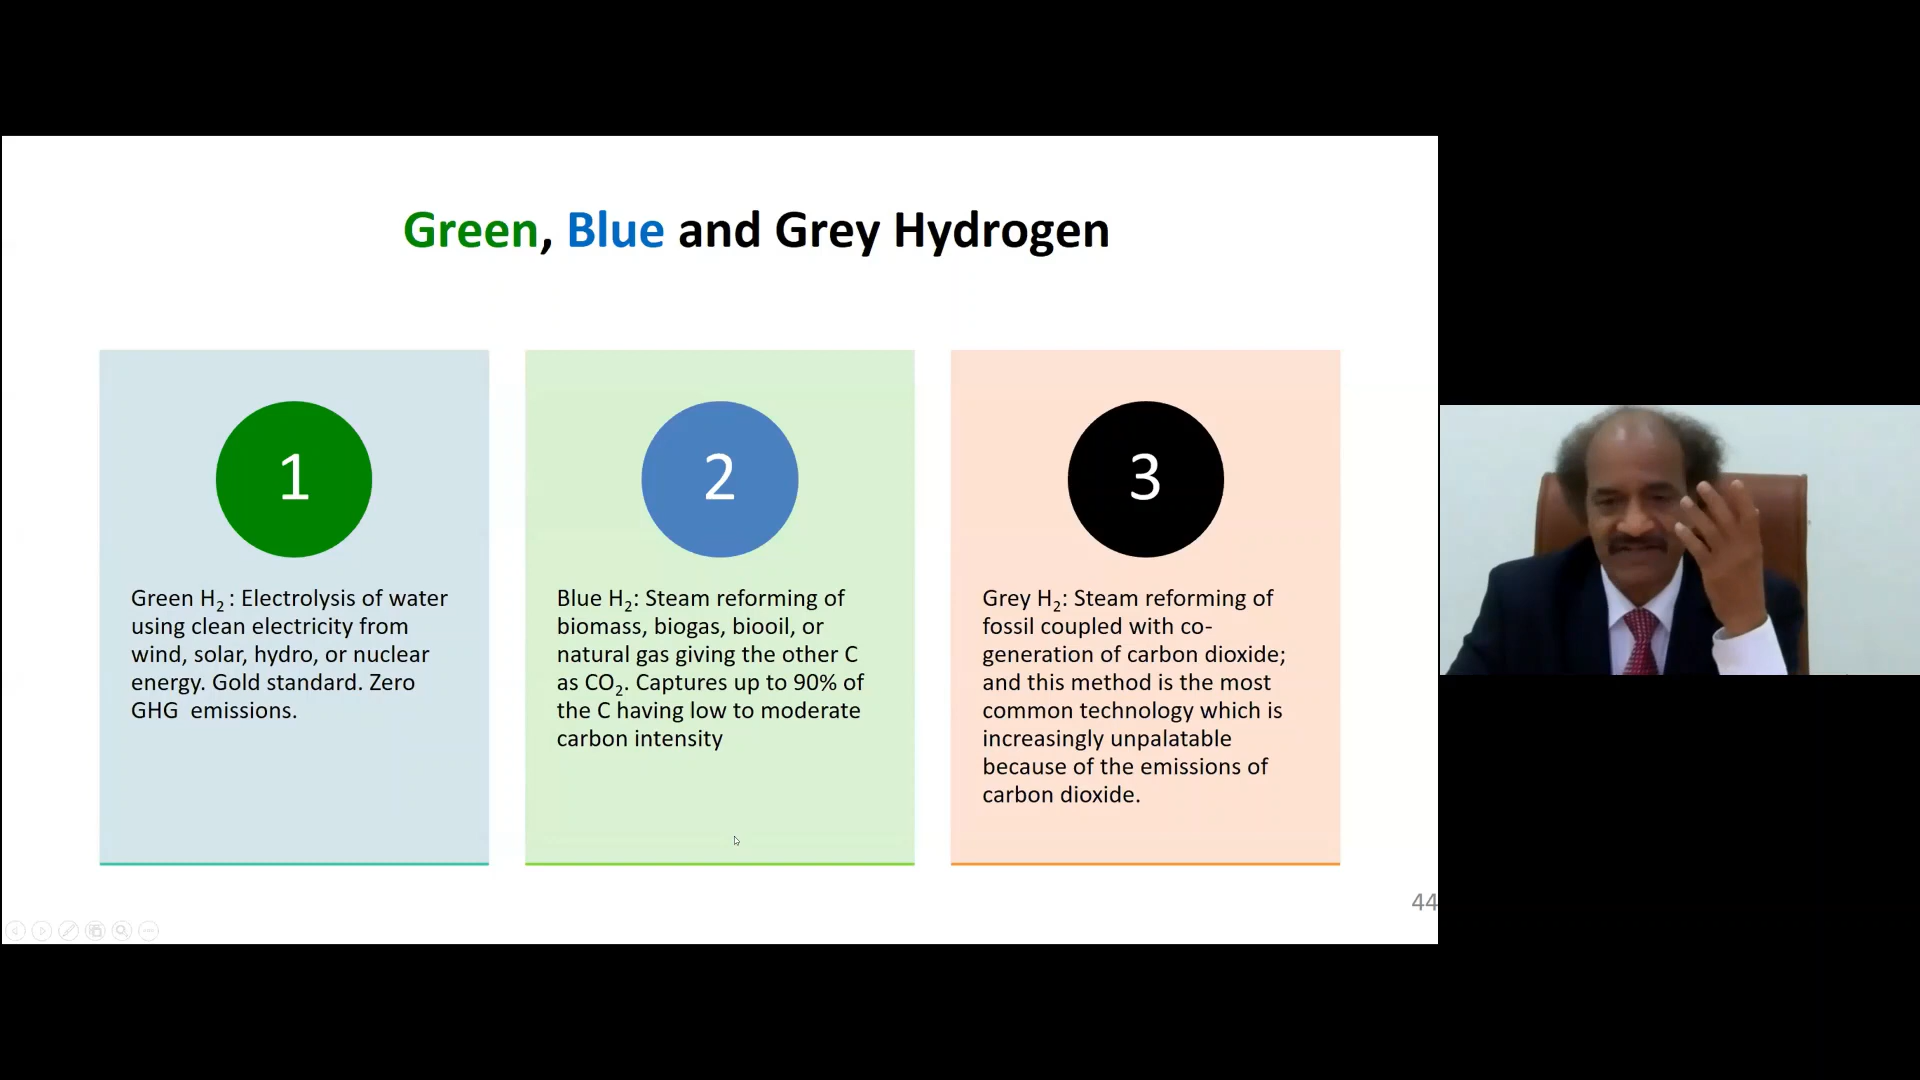 Green, Blue and Grey Hydrogen
1
Green H₂ : Electrolysis of water
using clean electricity from
wind, solar, hydro, or nuclear
energy. Gold standard. Zero
GHG  emissions.
2
Blue H₂: Steam reforming of
biomass, biogas, biooil, or
natural gas giving the other C
as CO₂. Captures up to 90% of
the C having low to moderate
carbon intensity
3
Grey H₂: Steam reforming of
fossil coupled with co-
generation of carbon dioxide;
and this method is the most
common technology which is
increasingly unpalatable
because of the emissions of
carbon dioxide.
44